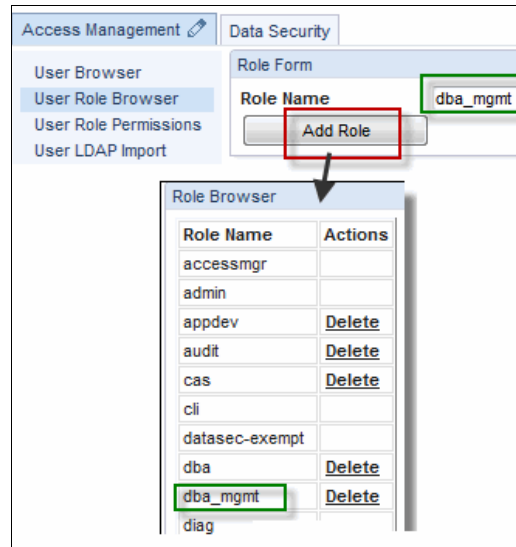 Access Management
Data Security
User Browser
User Role Browser
User Role Permissions
User LDAP Import
Role Form
Role Name
dba_mgmt
Add Role
Role Browser
Role Name Actions
accessmgr
admin
appdev Delete
audit Delete
cas Delete
cli
datasec-exempt
dba Delete
dba_mgmt Delete
diag